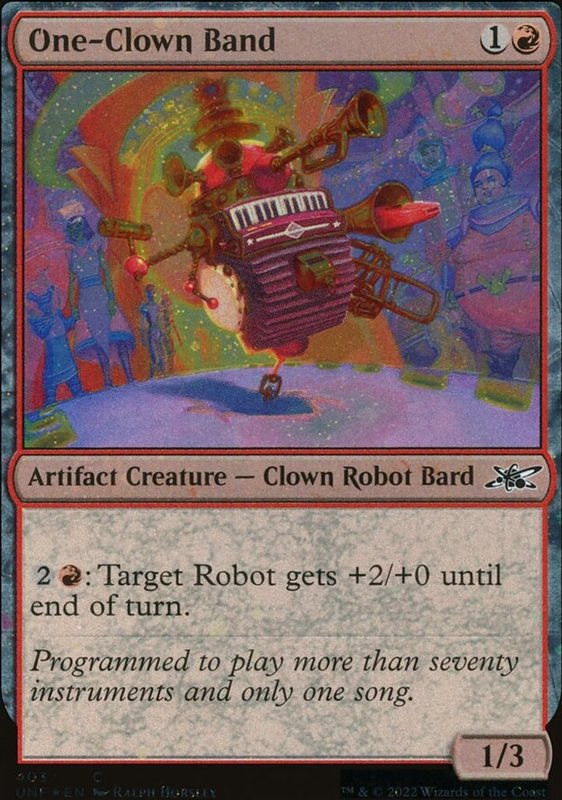 One-Clown Band
1
Artifact Creature — Clown Robot Bard
2 : Target Robot gets +2/+0 until
end of turn.
Programmed to play more than seventy
instruments and only one song.
1/3
403 C
UNF ★ EN Ralph Horsley
™ & © 2022 Wizards of the Coast